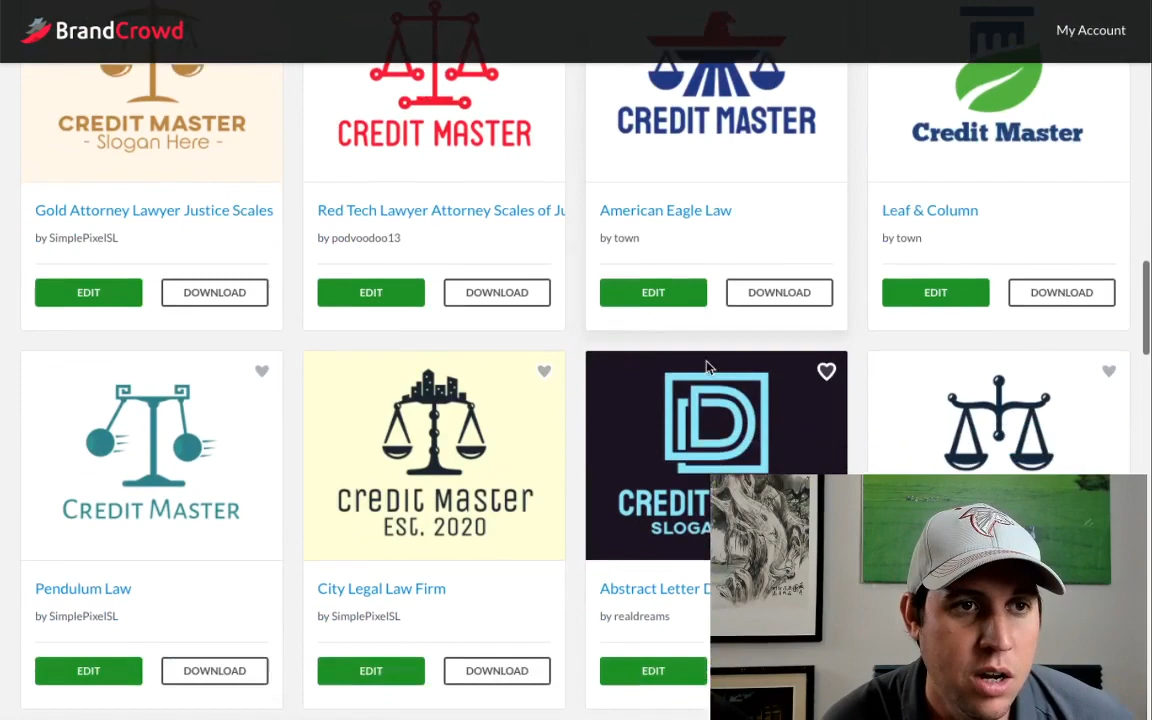 BrandCrowd
My Account
CREDIT MASTER
- Slogan Here -
CREDIT MASTER
CREDIT MASTER
Credit Master
Gold Attorney Lawyer Justice Scales
Red Tech Lawyer Attorney Scales of Ju
American Eagle Law
Leaf & Column
by SimplePixelSL
by podvoodoo13
by town
by town
EDIT
DOWNLOAD
EDIT
DOWNLOAD
EDIT
DOWNLOAD
EDIT
DOWNLOAD
CREDIT MASTER
credit Master
EST. 2020
D
CREDIT
SLOGA
Pendulum Law
City Legal Law Firm
Abstract Letter D
by SimplePixelSL
by SimplePixelSL
by realdreams
EDIT
DOWNLOAD
EDIT
DOWNLOAD
EDIT